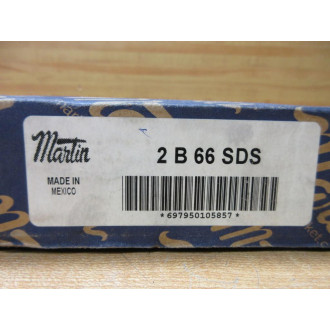 Martin
2 B 66 SDS
MADE IN
MEXICO
*697950105857*